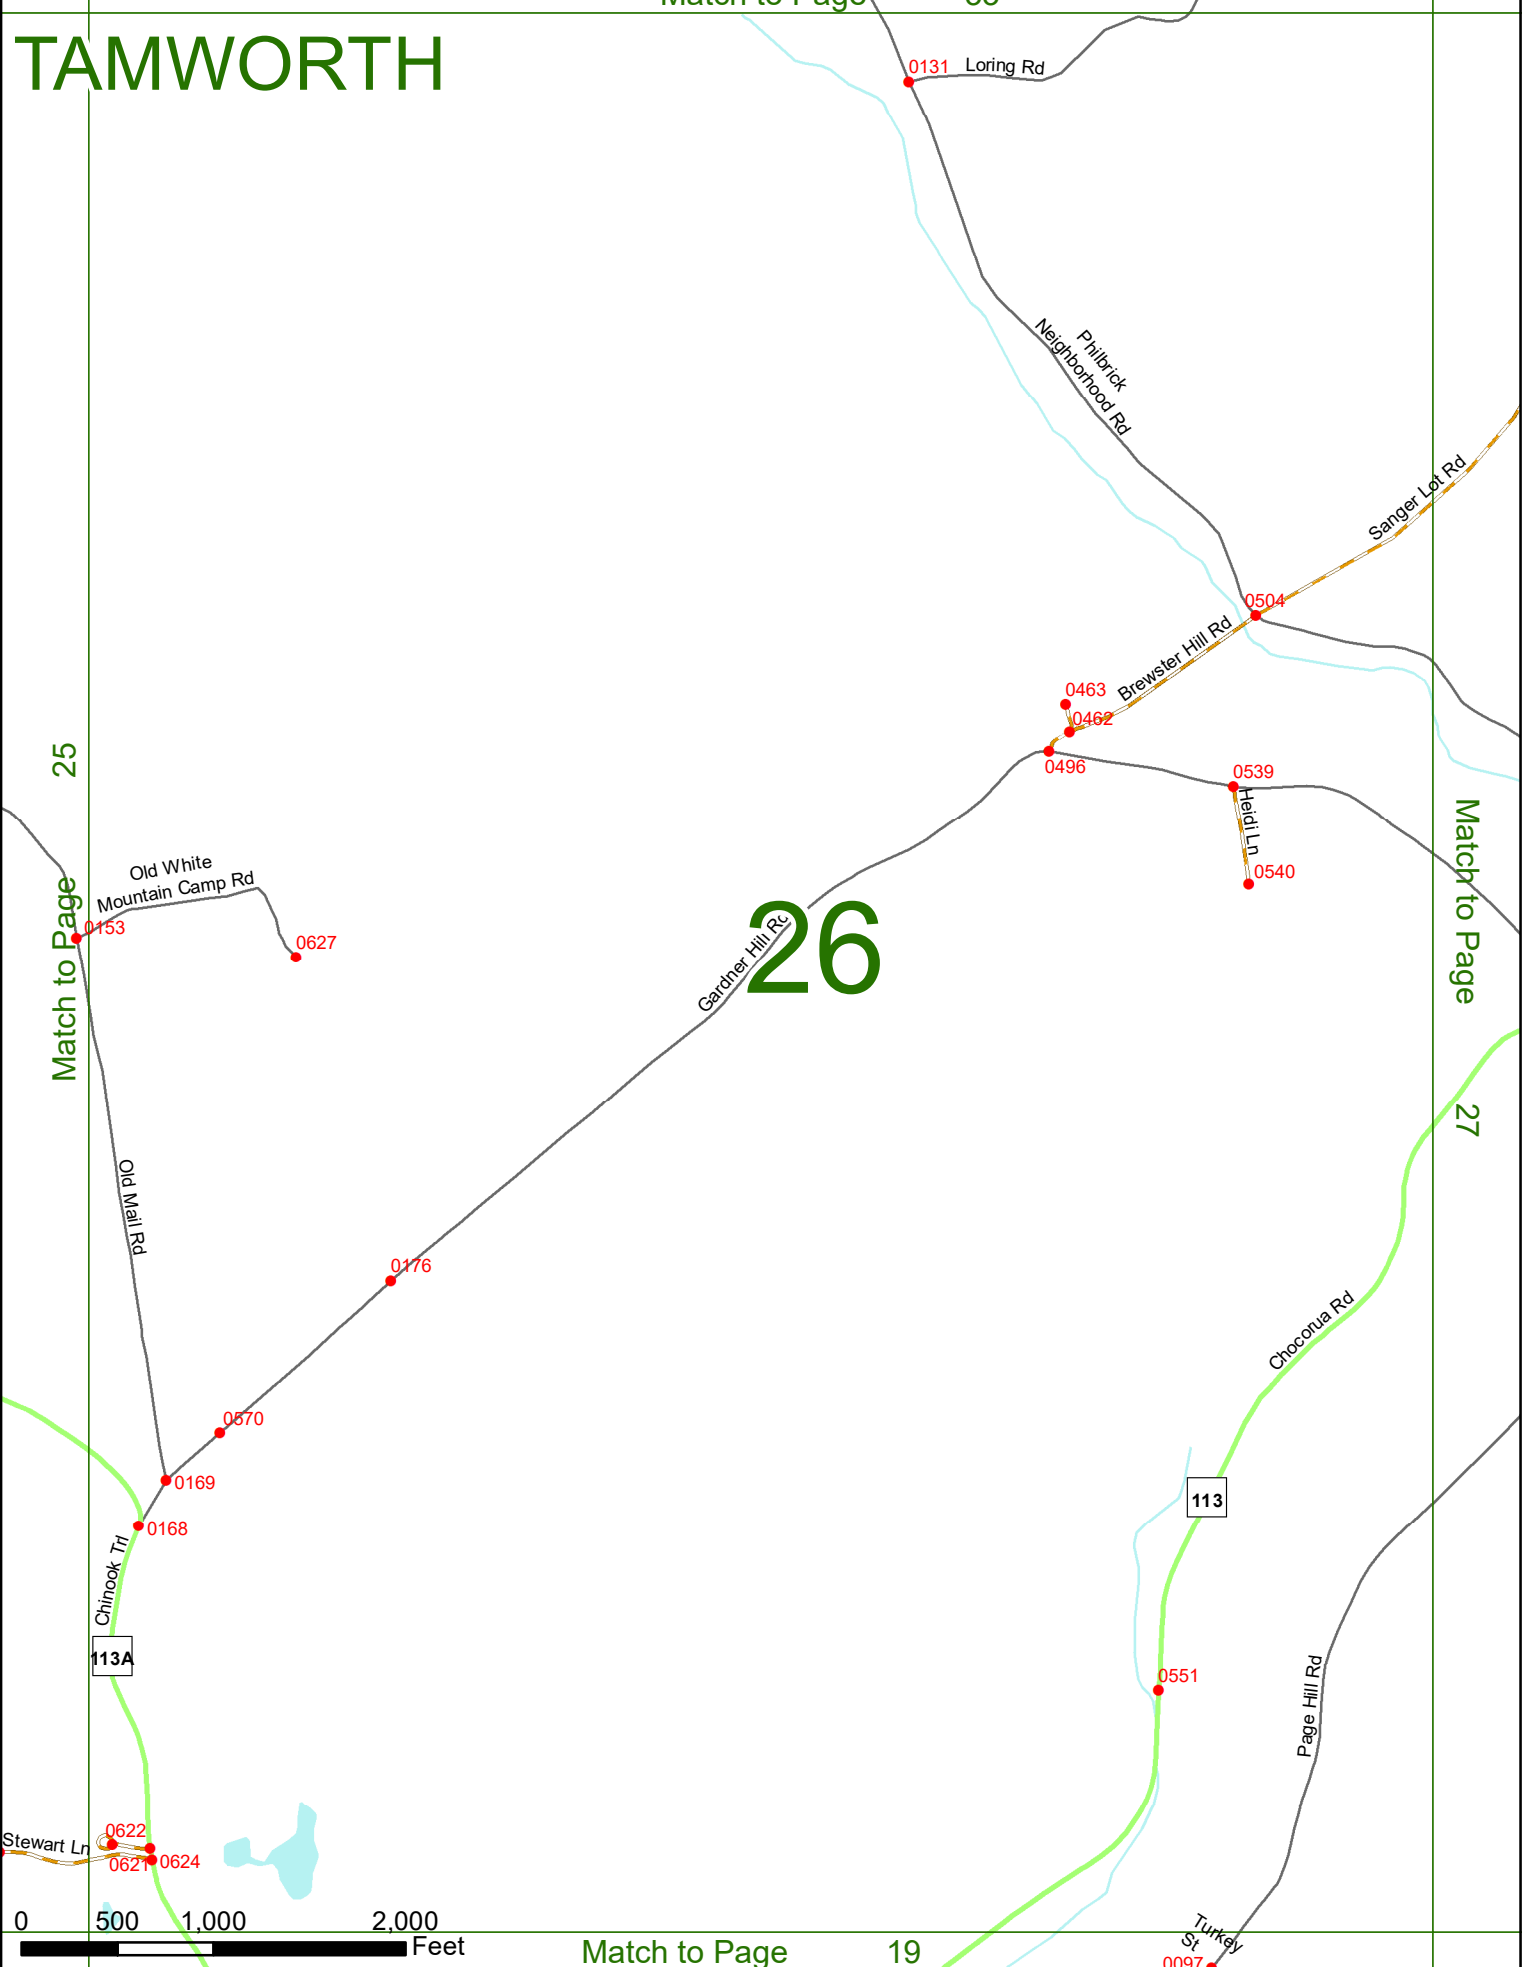 Match to Page
TAMWORTH
0131
Loring Rd
Philbrick
Neighborhood Rd
Sanger Lot Rd
0504
Brewster Hill Rd
0463
0462
0496
0539
Heidi Ln
0540
Match to Page 25
Match to Page 27
Old White
Mountain Camp Rd
0153
0627
26
Gardner Hill Rd
Old Mail Rd
0176
Chocorua Rd
0570
0169
0168
113
Chinook Trl
113A
0551
Page Hill Rd
0622
Stewart Ln
0621
0624
0 500 1,000 2,000
Feet
Match to Page 19
Turkey
St
0097